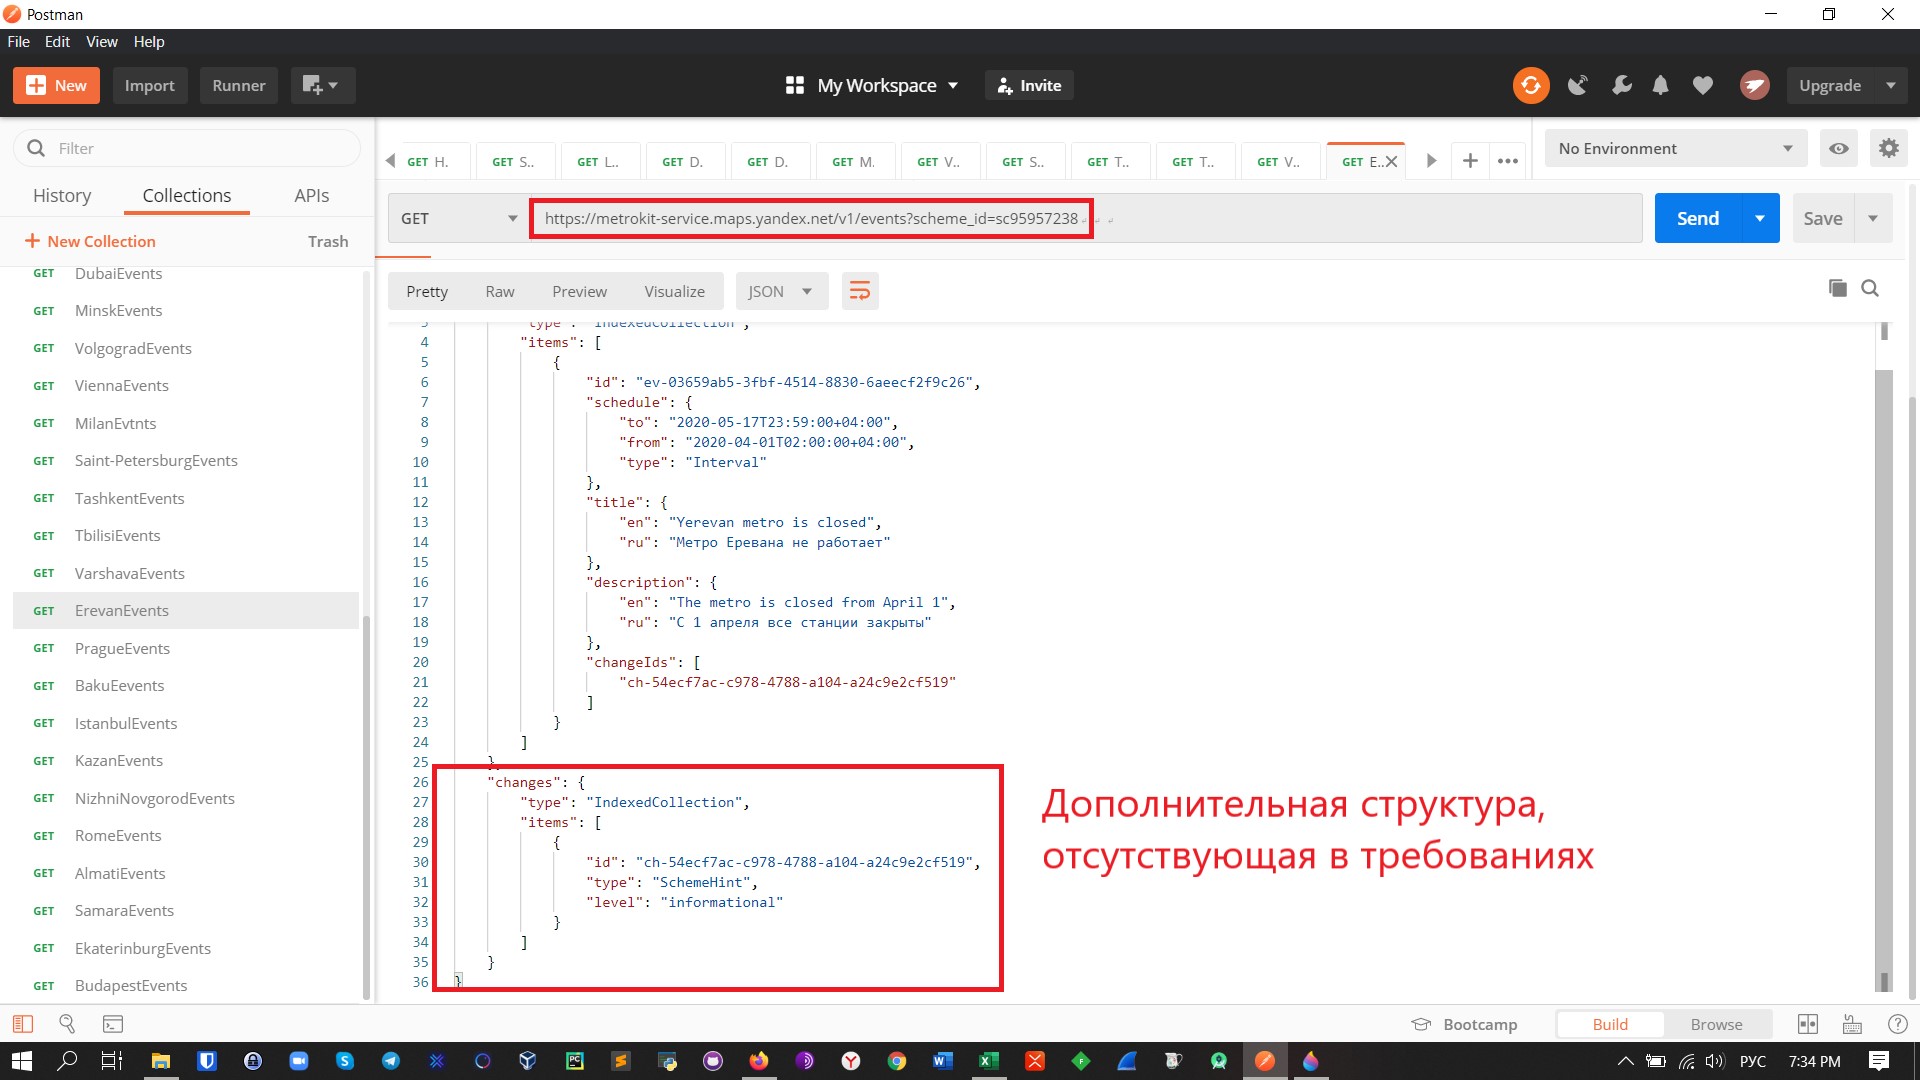 Postman
File Edit View Help
New Import Runner My Workspace Invite Upgrade
Filter
History Collections APIs
New Collection Trash
GET DubaiEvents
GET MinskEvents
GET VolgogradEvents
GET ViennaEvents
GET MilanEvtnts
GET Saint-PetersburgEvents
GET TashkentEvents
GET TbilisiEvents
GET VarshavaEvents
GET ErevanEvents
GET PragueEvents
GET BakuEevents
GET IstanbulEvents
GET KazanEvents
GET NizhniNovgorodEvents
GET RomeEvents
GET AlmatiEvents
GET SamaraEvents
GET EkaterinburgEvents
GET BudapestEvents
GET H. GET S.. GET L.. GET D. GET D. GET M. GET V.. GET S.. GET T.. GET T.. GET V.. GET E..
No Environment
GET https://metrokit-service.maps.yandex.net/v1/events?scheme_id=sc95957238 Send Save
Pretty Raw Preview Visualize JSON
3 "type": "IndexedCollection",
4 "items": [
5 {
6 "id": "ev-03659ab5-3fbf-4514-8830-6aeecf2f9c26",
7 "schedule": {
8 "to": "2020-05-17T23:59:00+04:00",
9 "from": "2020-04-01T02:00:00+04:00",
10 "type": "Interval"
11 },
12 "title": {
13 "en": "Yerevan metro is closed",
14 "ru": "Метро Еревана не работает"
15 },
16 "description": {
17 "en": "The metro is closed from April 1",
18 "ru": "С 1 апреля все станции закрыты"
19 },
20 "changeIds": [
21 "ch-54ecf7ac-c978-4788-a104-a24c9e2cf519"
22 ]
23 }
24 ]
25 },
26 "changes": {
27 "type": "IndexedCollection",
28 "items": [
29 {
30 "id": "ch-54ecf7ac-c978-4788-a104-a24c9e2cf519",
31 "type": "SchemeHint",
32 "level": "informational"
33 }
34 ]
35 }
36 }
Дополнительная структура,
отсутствующая в требованиях
Bootcamp Build Browse
РУС 7:34 PM